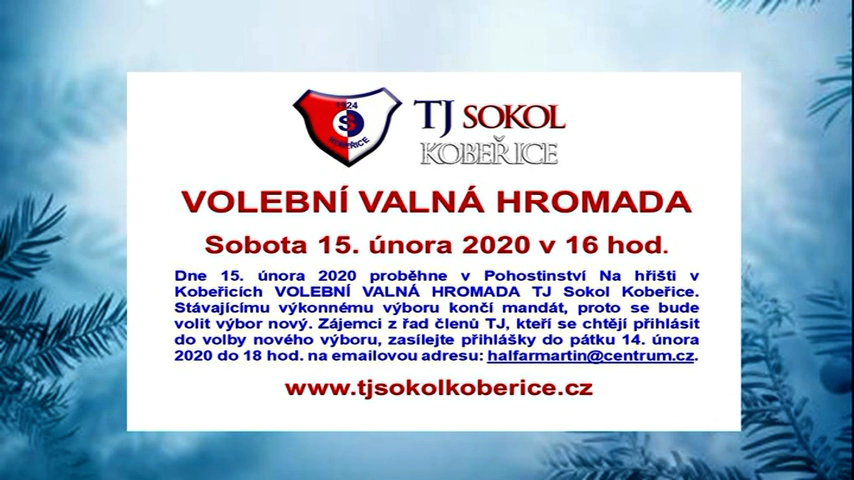 1924
S
KOBEŘICE
TJ SOKOL
KOBEŘICE
VOLEBNÍ VALNÁ HROMADA
Sobota 15. února 2020 v 16 hod.
Dne 15. února 2020 proběhne v Pohostinství Na hřišti v
Kobeřicích VOLEBNÍ VALNÁ HROMADA TJ Sokol Kobeřice.
Stávajícímu výkonnému výboru končí mandát, proto se bude
volit výbor nový. Zájemci z řad členů TJ, kteří se chtějí přihlásit
do volby nového výboru, zasílejte přihlášky do pátku 14. února
2020 do 18 hod. na emailovou adresu: halfarmartin@centrum.cz.
www.tjsokolkoberice.cz